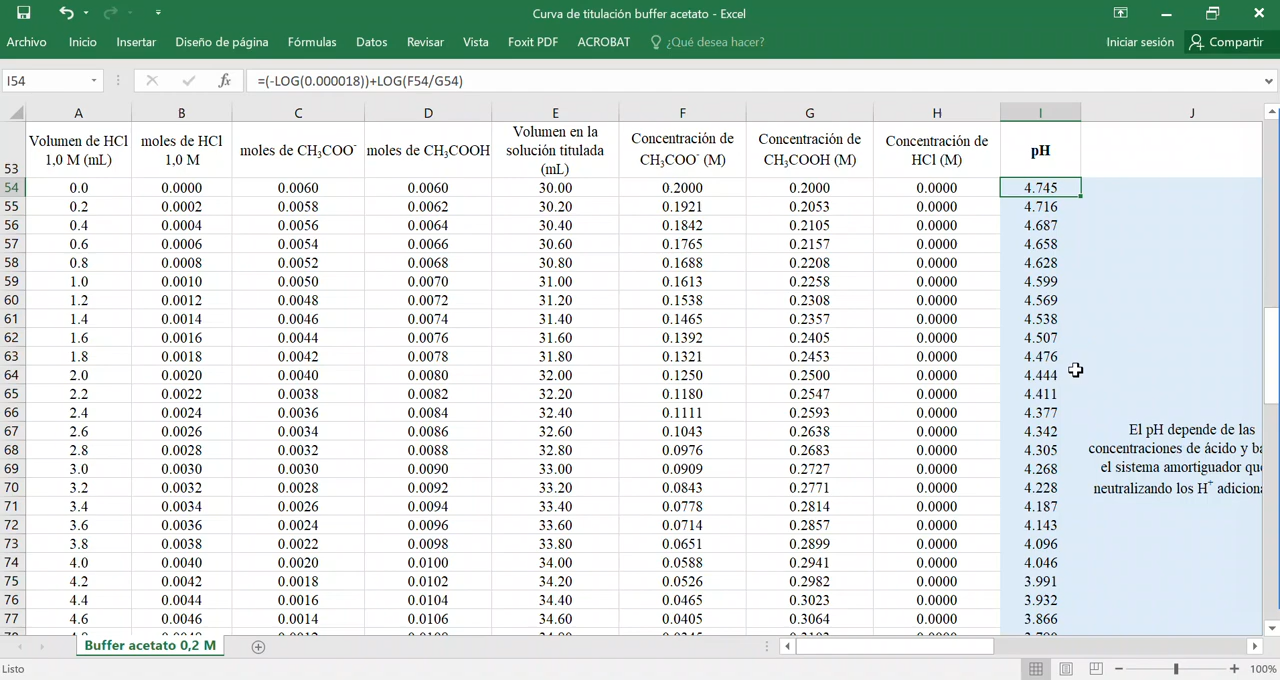 Curva de titulación buffer acetato - Excel
Archivo Inicio Insertar Diseño de página Fórmulas Datos Revisar Vista Foxit PDF ACROBAT ¿Qué desea hacer? Iniciar sesión Compartir
I54 fx =(-LOG(0.000018))+LOG(F54/G54)
A B C D E F G H I J
53 Volumen de HCl 1,0 M (mL) moles de HCl 1,0 M moles de CH₃COO⁻ moles de CH₃COOH Volumen en la solución titulada (mL) Concentración de CH₃COO⁻ (M) Concentración de CH₃COOH (M) Concentración de HCl (M) pH
54 0.0 0.0000 0.0060 0.0060 30.00 0.2000 0.2000 0.0000 4.745
55 0.2 0.0002 0.0058 0.0062 30.20 0.1921 0.2053 0.0000 4.716
56 0.4 0.0004 0.0056 0.0064 30.40 0.1842 0.2105 0.0000 4.687
57 0.6 0.0006 0.0054 0.0066 30.60 0.1765 0.2157 0.0000 4.658
58 0.8 0.0008 0.0052 0.0068 30.80 0.1688 0.2208 0.0000 4.628
59 1.0 0.0010 0.0050 0.0070 31.00 0.1613 0.2258 0.0000 4.599
60 1.2 0.0012 0.0048 0.0072 31.20 0.1538 0.2308 0.0000 4.569
61 1.4 0.0014 0.0046 0.0074 31.40 0.1465 0.2357 0.0000 4.538
62 1.6 0.0016 0.0044 0.0076 31.60 0.1392 0.2405 0.0000 4.507
63 1.8 0.0018 0.0042 0.0078 31.80 0.1321 0.2453 0.0000 4.476
64 2.0 0.0020 0.0040 0.0080 32.00 0.1250 0.2500 0.0000 4.444
65 2.2 0.0022 0.0038 0.0082 32.20 0.1180 0.2547 0.0000 4.411
66 2.4 0.0024 0.0036 0.0084 32.40 0.1111 0.2593 0.0000 4.377
67 2.6 0.0026 0.0034 0.0086 32.60 0.1043 0.2638 0.0000 4.342 El pH depende de las
68 2.8 0.0028 0.0032 0.0088 32.80 0.0976 0.2683 0.0000 4.305 concentraciones de ácido y
69 3.0 0.0030 0.0030 0.0090 33.00 0.0909 0.2727 0.0000 4.268 el sistema amortiguador
70 3.2 0.0032 0.0028 0.0092 33.20 0.0843 0.2771 0.0000 4.228 neutralizando los H⁺
71 3.4 0.0034 0.0026 0.0094 33.40 0.0778 0.2814 0.0000 4.187
72 3.6 0.0036 0.0024 0.0096 33.60 0.0714 0.2857 0.0000 4.143
73 3.8 0.0038 0.0022 0.0098 33.80 0.0651 0.2899 0.0000 4.096
74 4.0 0.0040 0.0020 0.0100 34.00 0.0588 0.2941 0.0000 4.046
75 4.2 0.0042 0.0018 0.0102 34.20 0.0526 0.2982 0.0000 3.991
76 4.4 0.0044 0.0016 0.0104 34.40 0.0465 0.3023 0.0000 3.932
77 4.6 0.0046 0.0014 0.0106 34.60 0.0405 0.3064 0.0000 3.866
Buffer acetato 0,2 M
Listo 100%